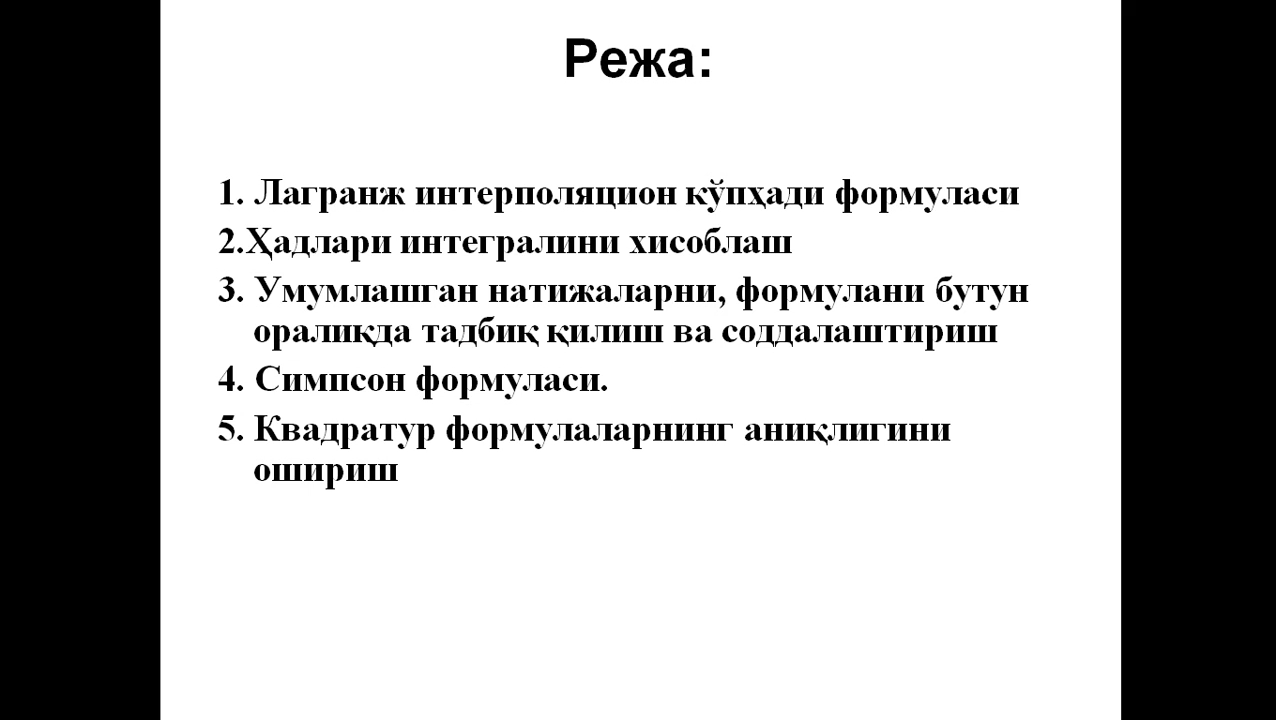 Режа:
1. Лагранж интерполяцион кўпҳади формуласи
2.Ҳадлари интегралини хисоблаш
3. Умумлашган натижаларни, формулани бутун
оралиқда тадбиқ қилиш ва соддалаштириш
4. Симпсон формуласи.
5. Квадратур формулаларнинг аниқлигини
ошириш